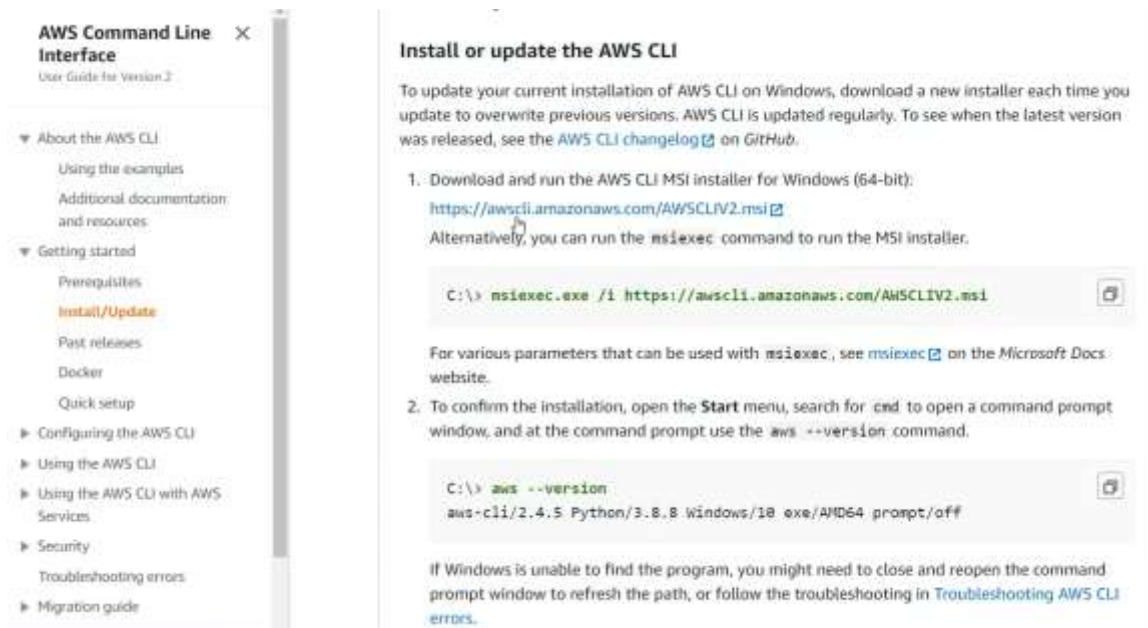 AWS Command Line
Interface
User Guide for Version 2
About the AWS CLI
Using the examples
Additional documentation
and resources
Getting started
Prerequisites
Install/Update
Past releases
Docker
Quick setup
Configuring the AWS CLI
Using the AWS CLI
Using the AWS CLI with AWS
Services
Security
Troubleshooting errors
Migration guide
Install or update the AWS CLI
To update your current installation of AWS CLI on Windows, download a new installer each time you
update to overwrite previous versions. AWS CLI is updated regularly. To see when the latest version
was released, see the AWS CLI changelog on GitHub.
1. Download and run the AWS CLI MSI installer for Windows (64-bit):
https://awscli.amazonaws.com/AWSCLIV2.msi
Alternatively, you can run the msiexec command to run the MSI installer.
C:\> msiexec.exe /i https://awscli.amazonaws.com/AWSCLIV2.msi
For various parameters that can be used with msiexec, see msiexec on the Microsoft Docs
website.
2. To confirm the installation, open the Start menu, search for cmd to open a command prompt
window, and at the command prompt use the aws --version command.
C:\> aws --version
aws-cli/2.4.5 Python/3.8.8 Windows/10 exe/AMD64 prompt/off
If Windows is unable to find the program, you might need to close and reopen the command
prompt window to refresh the path, or follow the troubleshooting in Troubleshooting AWS CLI
errors.